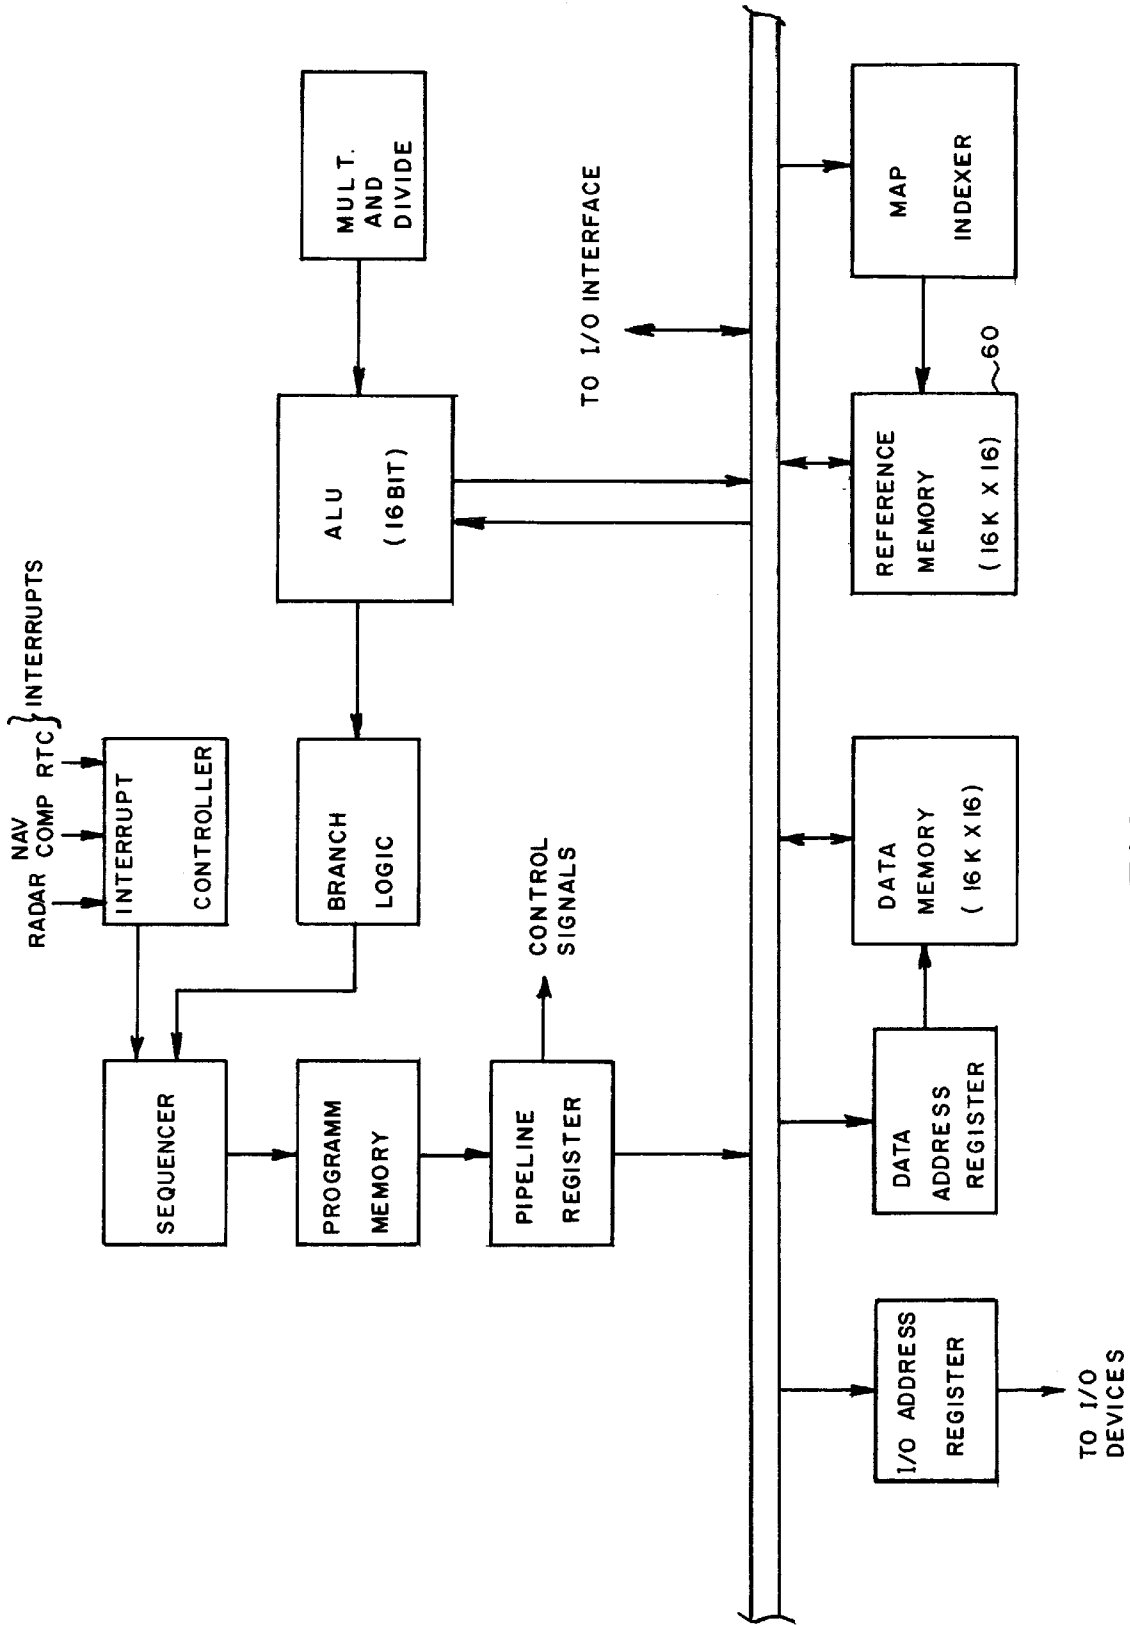 RADAR
NAV
COMP
RTC
} INTERRUPTS
INTERRUPT
CONTROLLER
SEQUENCER
BRANCH
LOGIC
ALU
(16BIT)
MULT.
AND
DIVIDE
PROGRAMM
MEMORY
PIPELINE
REGISTER
CONTROL
SIGNALS
TO I/O INTERFACE
I/O ADDRESS
REGISTER
TO I/O
DEVICES
DATA
ADDRESS
REGISTER
DATA
MEMORY
(16K X 16)
REFERENCE
MEMORY
(16K X 16)
60
MAP
INDEXER